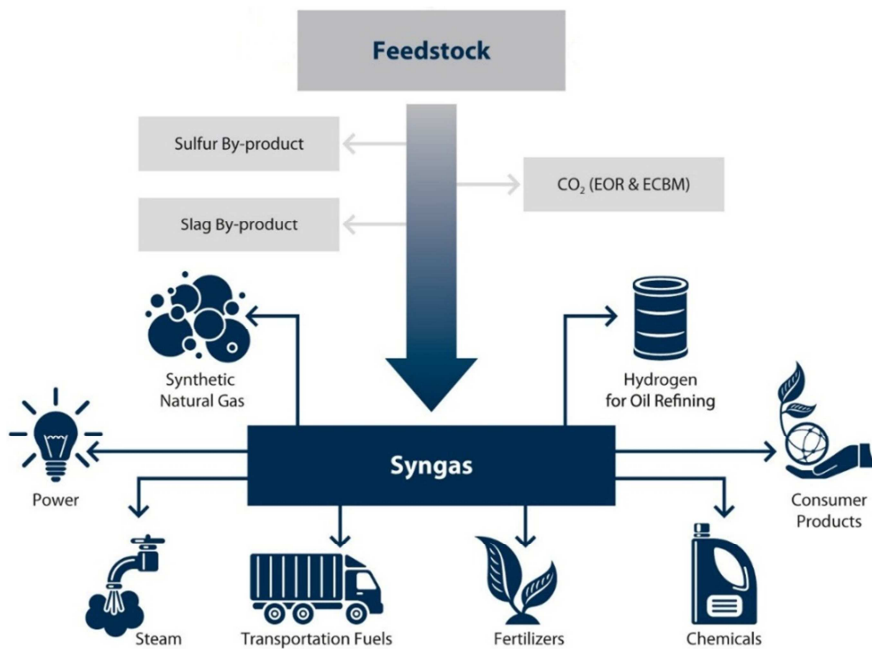 Feedstock
Sulfur By-product
CO₂ (EOR & ECBM)
Slag By-product
Synthetic
Natural Gas
Hydrogen
for Oil Refining
Syngas
Power
Consumer
Products
Steam
Transportation Fuels
Fertilizers
Chemicals